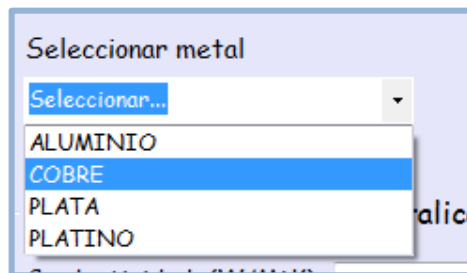 Seleccionar metal
Seleccionar...
ALUMINIO
COBRE
PLATA
PLATINO